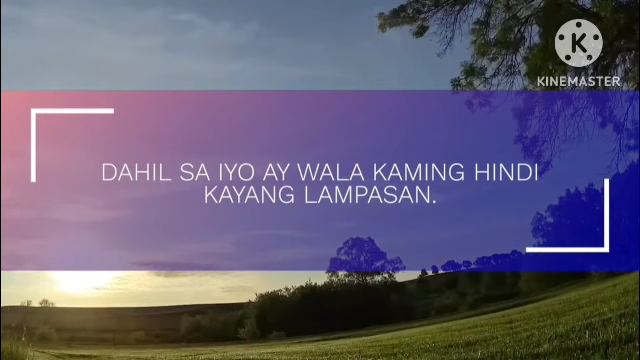 K
KINEMASTER
DAHIL SA IYO AY WALA KAMING HINDI
KAYANG LAMPASAN.